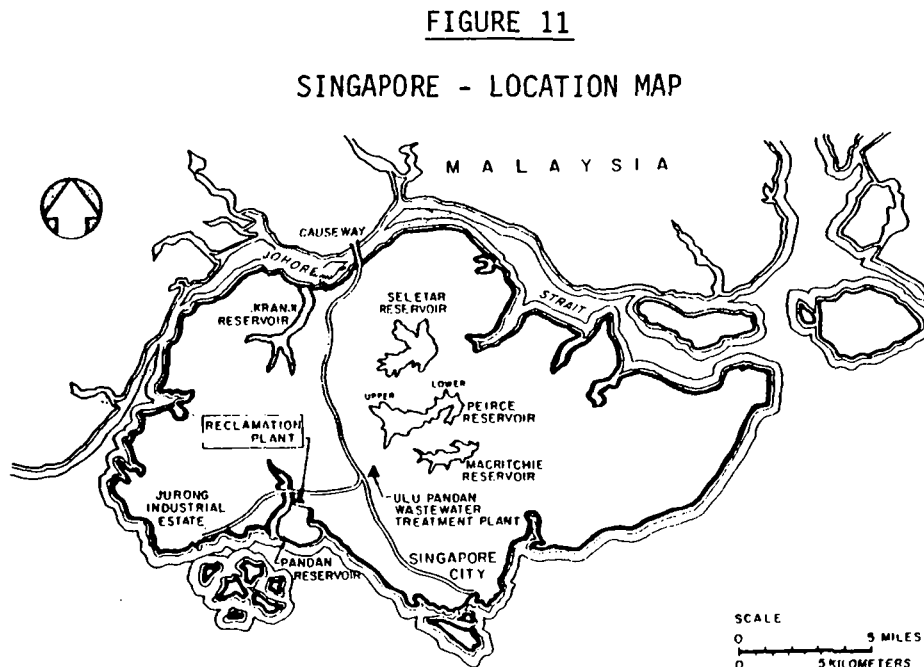 FIGURE 11
SINGAPORE - LOCATION MAP
MALAYSIA
CAUSEWAY
JOHORE
STRAIT
SELETAR
RESERVOIR
RESERVOIR
UPPER
LOWER
PEIRCE
RESERVOIR
RECLAMATION
PLANT
MACRITCHIE
RESERVOIR
JURONG
INDUSTRIAL
ESTATE
ULU PANDAN
WASTEWATER
TREATMENT PLANT
PANDAN
RESERVOIR
SINGAPORE
CITY
SCALE
0 5 MILES
0 5 KILOMETERS